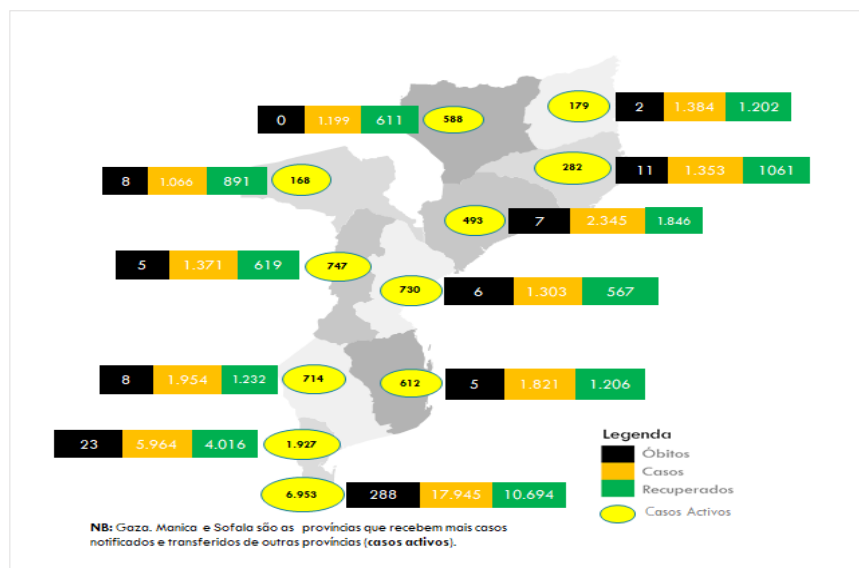 179 2 1.384 1.202
0 1.199 611 588
282 11 1.353 1061
8 1.066 891 168
493 7 2.345 1.846
5 1.371 619 747
730 6 1.303 567
8 1.954 1.232 714
612 5 1.821 1.206
23 5.964 4.016 1.927
6.953 288 17.945 10.694
Legenda
Óbitos
Casos
Recuperados
Casos Activos
NB: Gaza. Manica e Sofala são as províncias que recebem mais casos
notificados e transferidos de outras províncias (casos activos).